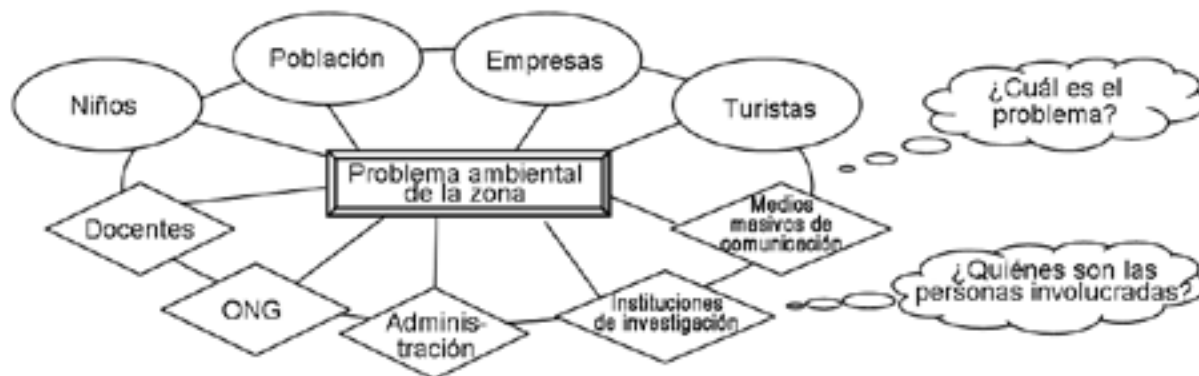 Población
Empresas
Niños
Turistas
¿Cuál es el
problema?
Problema ambiental
de la zona
Docentes
Medios
masivos de
comunicación
¿Quiénes son las
personas involucradas?
ONG
Adminis-
tración
Instituciones
de investigación